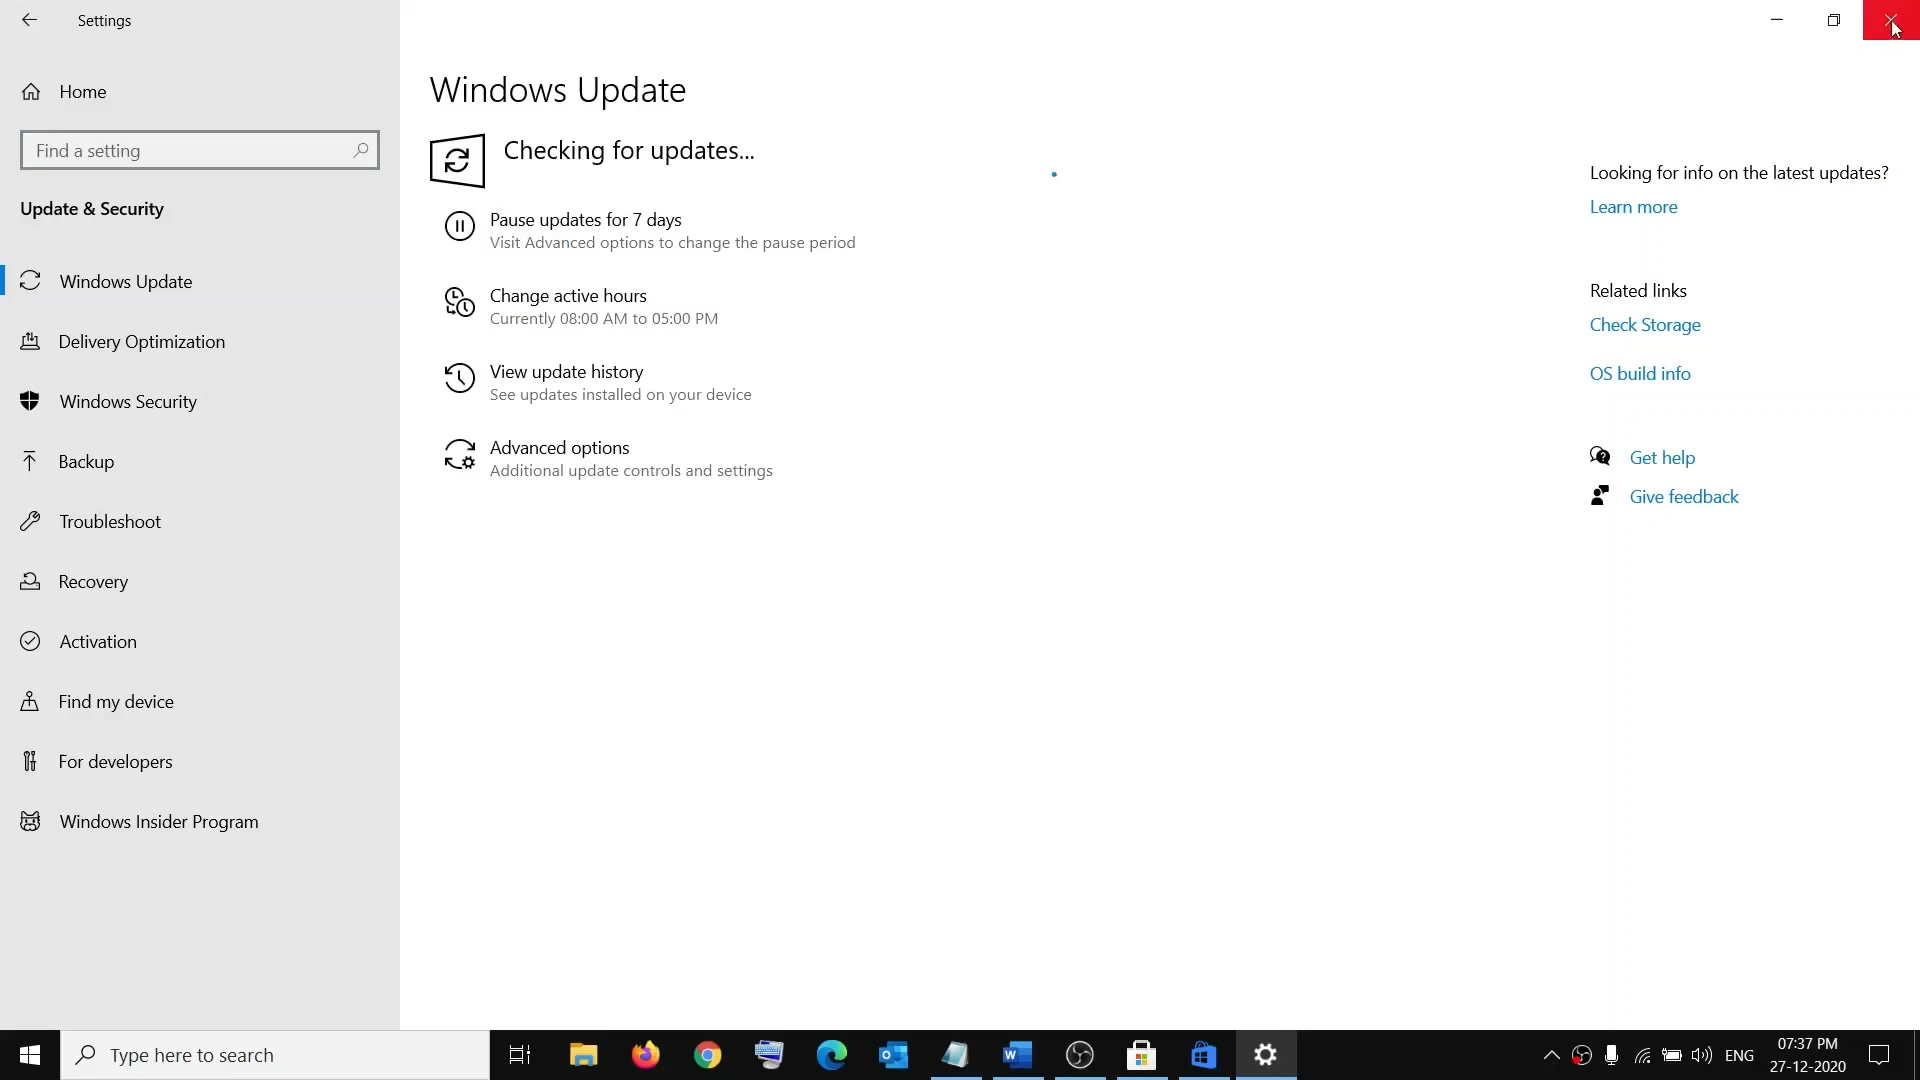 Settings
Home
Find a setting
Update & Security
Windows Update
Delivery Optimization
Windows Security
Backup
Troubleshoot
Recovery
Activation
Find my device
For developers
Windows Insider Program
Windows Update
Checking for updates...
Pause updates for 7 days
Visit Advanced options to change the pause period
Change active hours
Currently 08:00 AM to 05:00 PM
View update history
See updates installed on your device
Advanced options
Additional update controls and settings
Looking for info on the latest updates?
Learn more
Related links
Check Storage
OS build info
Get help
Give feedback
Type here to search
ENG
07:37 PM
27-12-2020